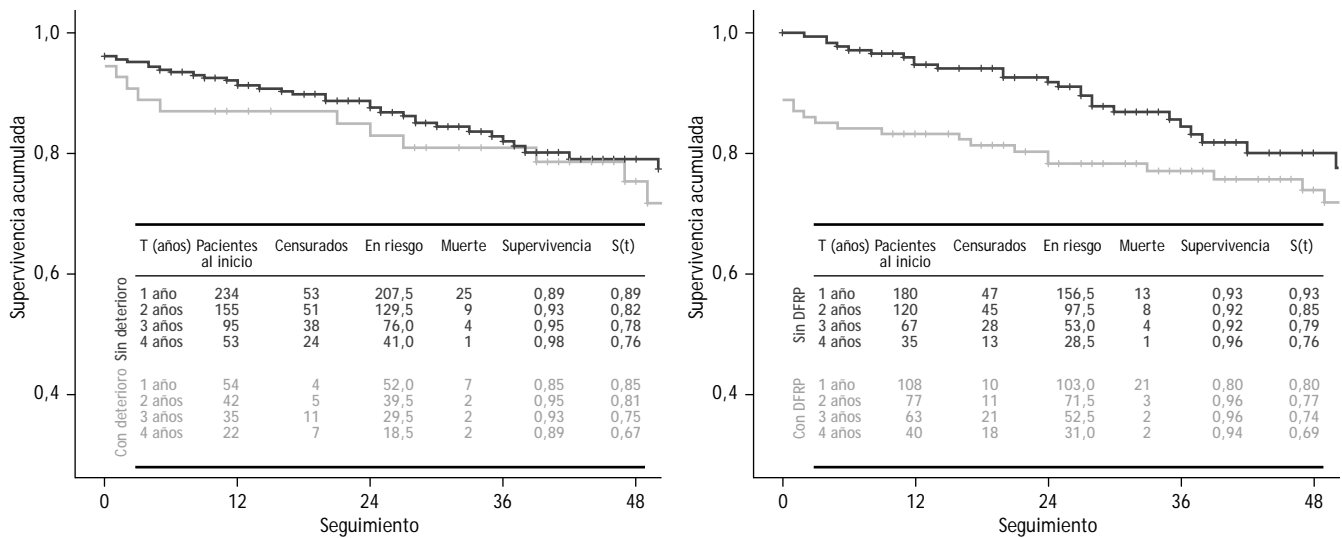 1,0
0,8
0,6
0,4
Supervivencia acumulada
T (años) Pacientes al inicio Censurados En riesgo Muerte Supervivencia S(t)
Sin deterioro
1 año 234 53 207,5 25 0,89 0,89
2 años 155 51 129,5 9 0,93 0,82
3 años 95 38 76,0 4 0,95 0,78
4 años 53 24 41,0 1 0,98 0,76
Con deterioro
1 año 54 4 52,0 7 0,85 0,85
2 años 42 5 39,5 2 0,95 0,81
3 años 35 11 29,5 2 0,93 0,75
4 años 22 7 18,5 2 0,89 0,67
0 12 24 36 48
Seguimiento
1,0
0,8
0,6
0,4
Supervivencia acumulada
T (años) Pacientes al inicio Censurados En riesgo Muerte Supervivencia S(t)
Sin DFRP
1 año 180 47 156,5 13 0,93 0,93
2 años 120 45 97,5 8 0,92 0,85
3 años 67 28 53,0 4 0,92 0,79
4 años 35 13 28,5 1 0,96 0,76
Con DFRP
1 año 108 10 103,0 21 0,80 0,80
2 años 77 11 71,5 3 0,96 0,77
3 años 63 21 52,5 2 0,96 0,74
4 años 40 18 31,0 2 0,94 0,69
0 12 24 36 48
Seguimiento